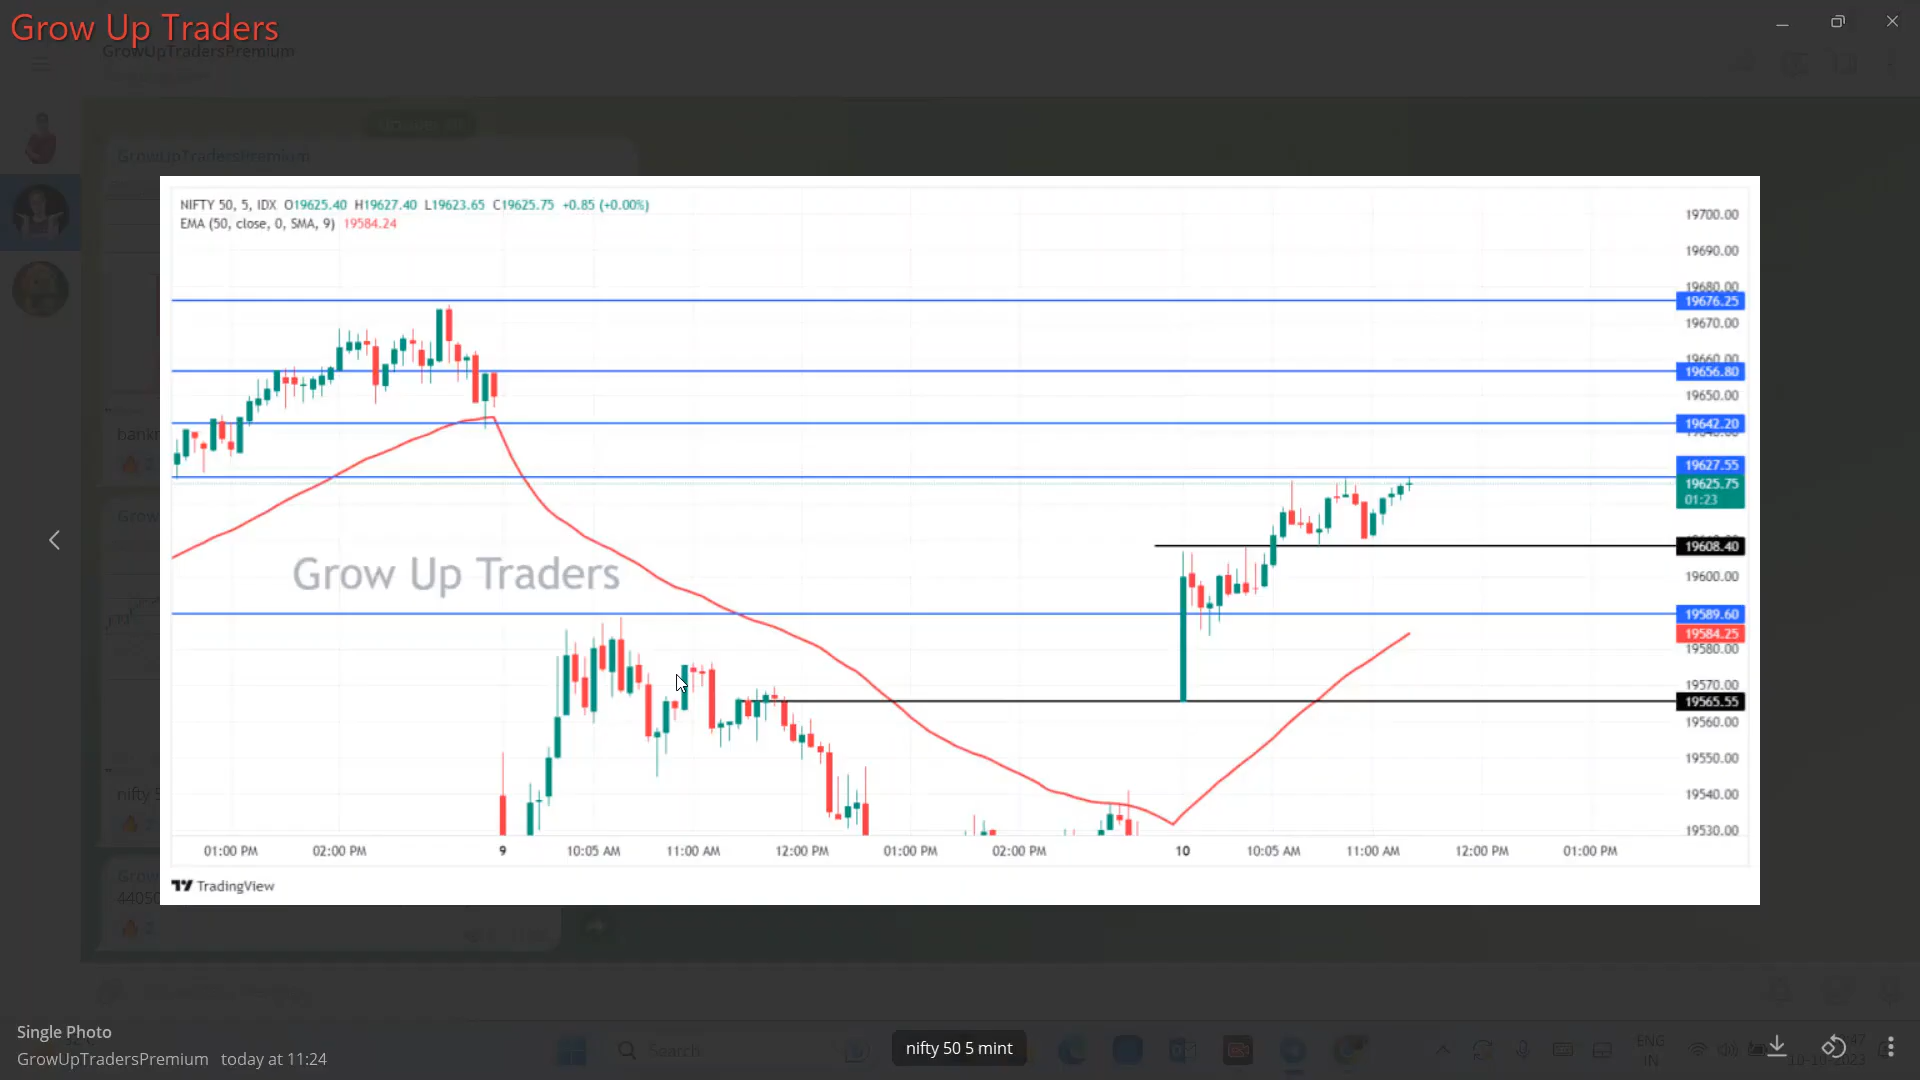 Grow Up Traders
GrowUpTradersPremium
GrowUpTradersPremium
NIFTY 50, 5, IDX O19625.40 H19627.40 L19623.65 C19625.75 +0.85 (+0.00%)
EMA (50, close, 0, SMA, 9) 19584.24
19700.00
19690.00
19680.00
19676.25
19670.00
19660.00
19656.80
19650.00
19642.20
19627.55
19625.75
01:23
19608.40
19600.00
19589.60
19584.25
19580.00
19570.00
19565.55
19560.00
19550.00
19540.00
19530.00
Grow Up Traders
01:00 PM 02:00 PM 9 10:05 AM 11:00 AM 12:00 PM 01:00 PM 02:00 PM 10 10:05 AM 11:00 AM 12:00 PM 01:00 PM
TradingView
Single Photo
GrowUpTradersPremium today at 11:24
nifty 50 5 mint
Search
ENG
IN